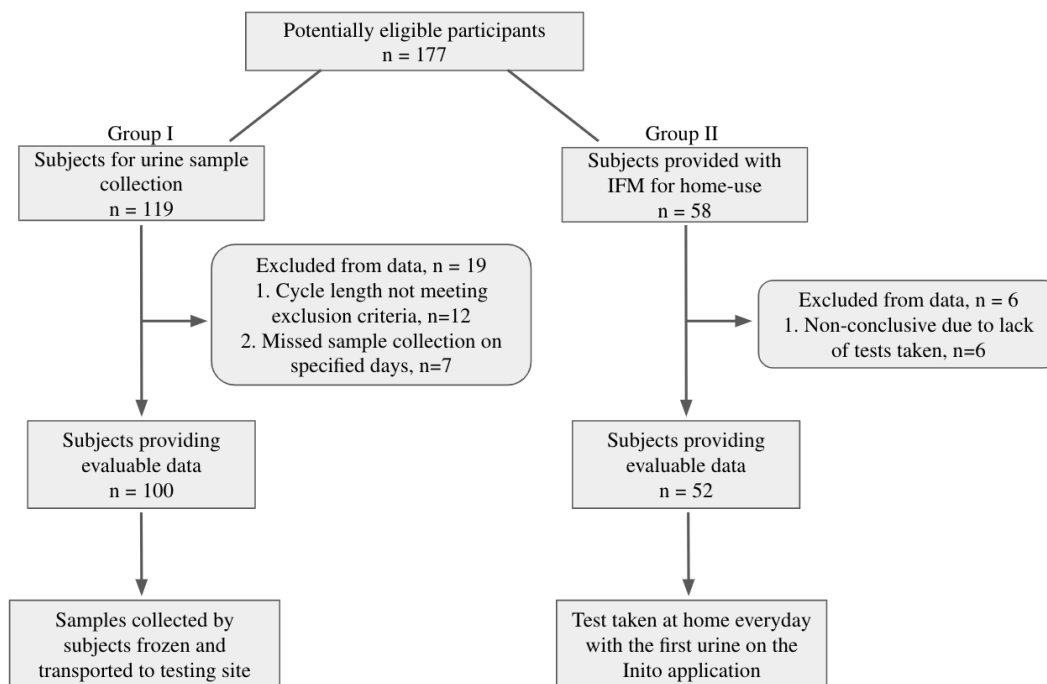 Potentially eligible participants
n = 177
Group I
Subjects for urine sample
collection
n = 119
Group II
Subjects provided with
IFM for home-use
n = 58
Excluded from data, n = 19
1. Cycle length not meeting
exclusion criteria, n=12
2. Missed sample collection on
specified days, n=7
Excluded from data, n = 6
1. Non-conclusive due to lack
of tests taken, n=6
Subjects providing
evaluable data
n = 100
Subjects providing
evaluable data
n = 52
Samples collected by
subjects frozen and
transported to testing site
Test taken at home everyday
with the first urine on the
Inito application